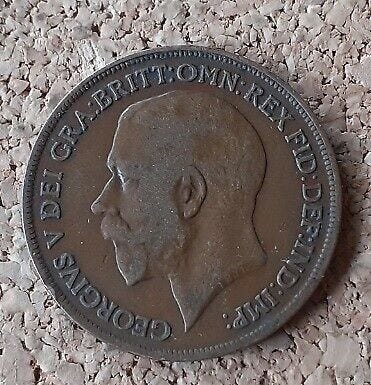 GEORGIVS V DEI GRA: BRITT: OMN: REX FID: DEF: IND: IMP: